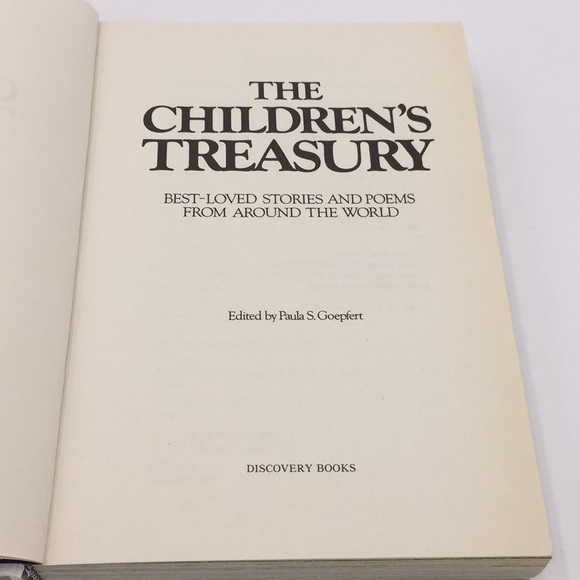 THE
CHILDREN'S
TREASURY
BEST-LOVED STORIES AND POEMS
FROM AROUND THE WORLD
Edited by Paula S. Goepfert
DISCOVERY BOOKS